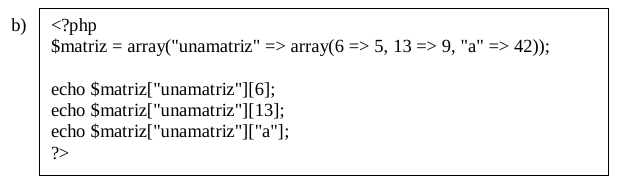 b) <?php
$matriz = array("unamatriz" => array(6 => 5, 13 => 9, "a" => 42));
echo $matriz["unamatriz"][6];
echo $matriz["unamatriz"][13];
echo $matriz["unamatriz"]["a"];
?>